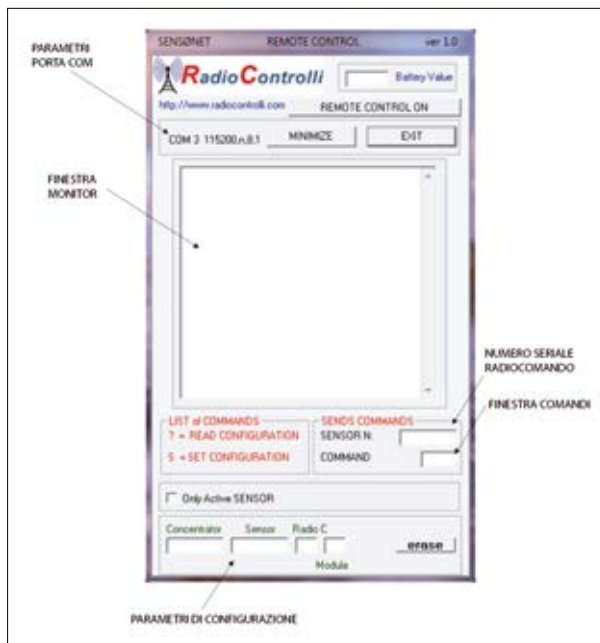 SENSØNET REMOTE CONTROL ver 1.0
PARAMETRI
PORTA COM
RadioControlli
Battery Value
http://www.radiocontrolli.com
REMOTE CONTROL ON
COM 3 115200,n,8,1
MINIMIZE
EXIT
FINESTRA
MONITOR
NUMERO SERIALE
RADIOCOMANDO
FINESTRA COMANDI
LIST of COMMANDS
? = READ CONFIGURATION
S = SET CONFIGURATION
SENDS COMMANDS
SENSOR N:
COMMAND
Only Active SENSOR
Concentrator Sensor Radio C
erase
Module
PARAMETRI DI CONFIGURAZIONE